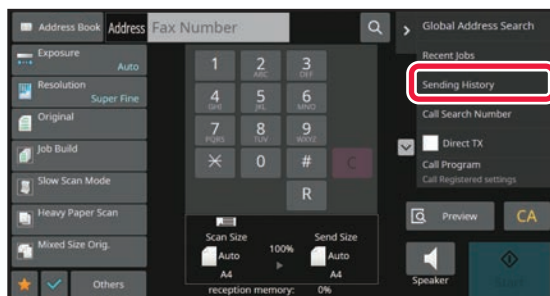 Address Book
Address
Fax Number
Global Address Search
Exposure
Auto
Resolution
Super Fine
Original
Job Build
Slow Scan Mode
Heavy Paper Scan
Mixed Size Orig.
Others
1
2
ABC
3
DEF
4
GHI
5
JKL
6
MNO
7
PQRS
8
TUV
9
WXYZ
0
#
C
R
Scan Size
100%
Send Size
Auto
Auto
A4
A4
reception memory: 0%
Recent Jobs
Sending History
Call Search Number
Direct TX
Call Program
Call Registered settings
Preview
CA
Speaker
Start